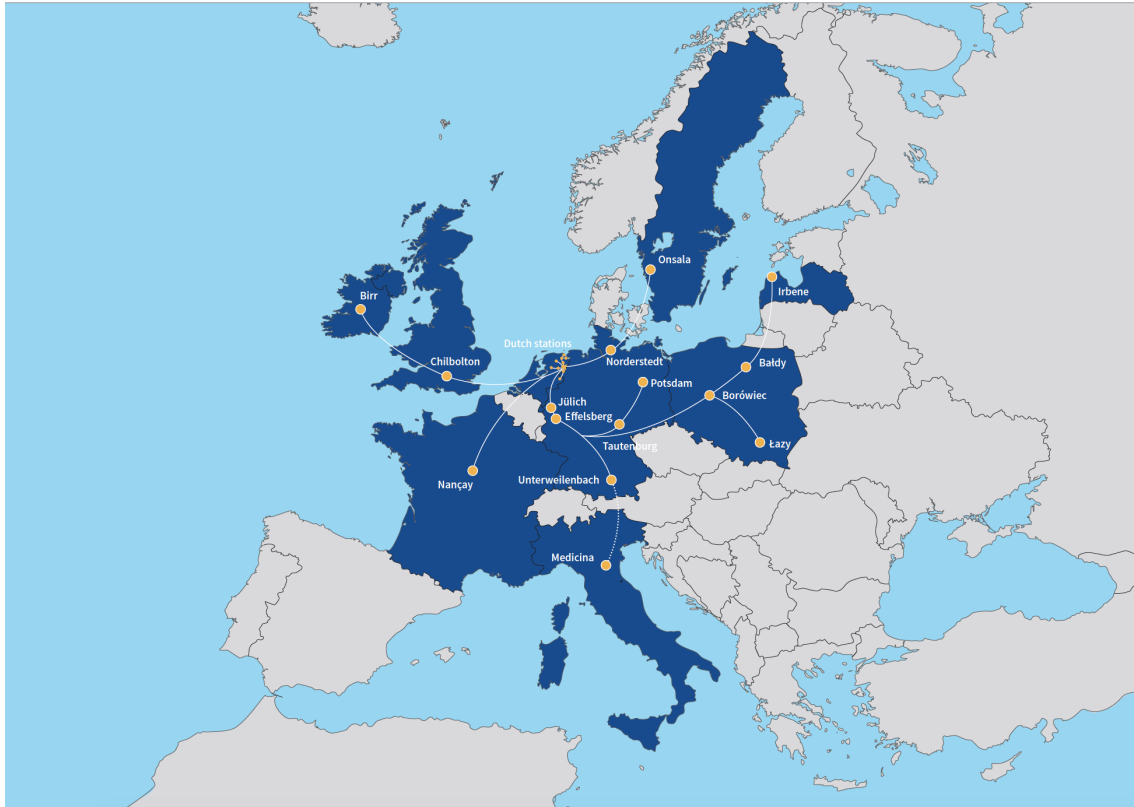 Onsala
Irbene
Birr
Dutch stations
Chilbolton
Norderstedt
Bałdy
Potsdam
Borówiec
Jülich
Effelsberg
Tautenburg
Łazy
Nançay
Unterweilenbach
Medicina